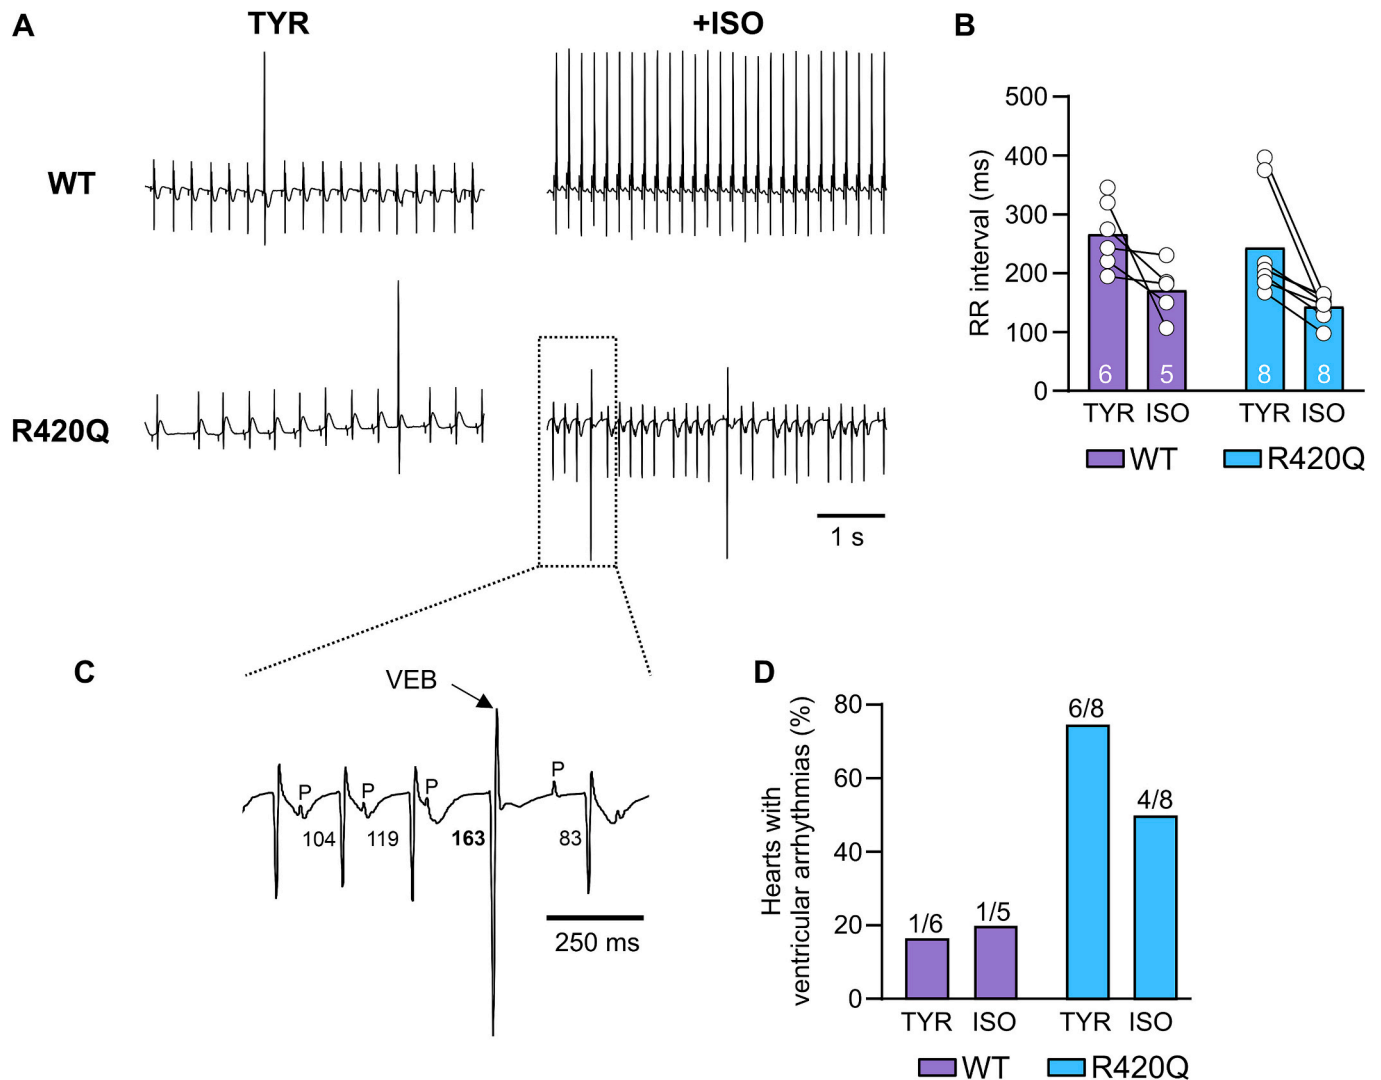 A
TYR
+ISO
WT
R420Q
1 s
B
RR interval (ms)
500
400
300
200
100
0
6
5
8
8
TYR
ISO
TYR
ISO
WT
R420Q
C
VEB
P
P
P
P
104
119
163
83
250 ms
D
Hearts with
ventricular arrhythmias (%)
80
60
40
20
0
1/6
1/5
6/8
4/8
TYR
ISO
TYR
ISO
WT
R420Q